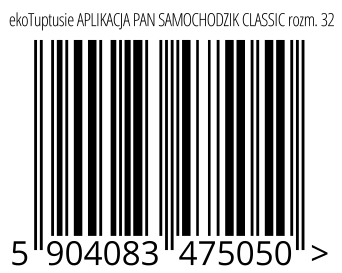 ekoTuptusie APLIKACJA PAN SAMOCHODZIK CLASSIC rozm. 32
5 904083 475050 >